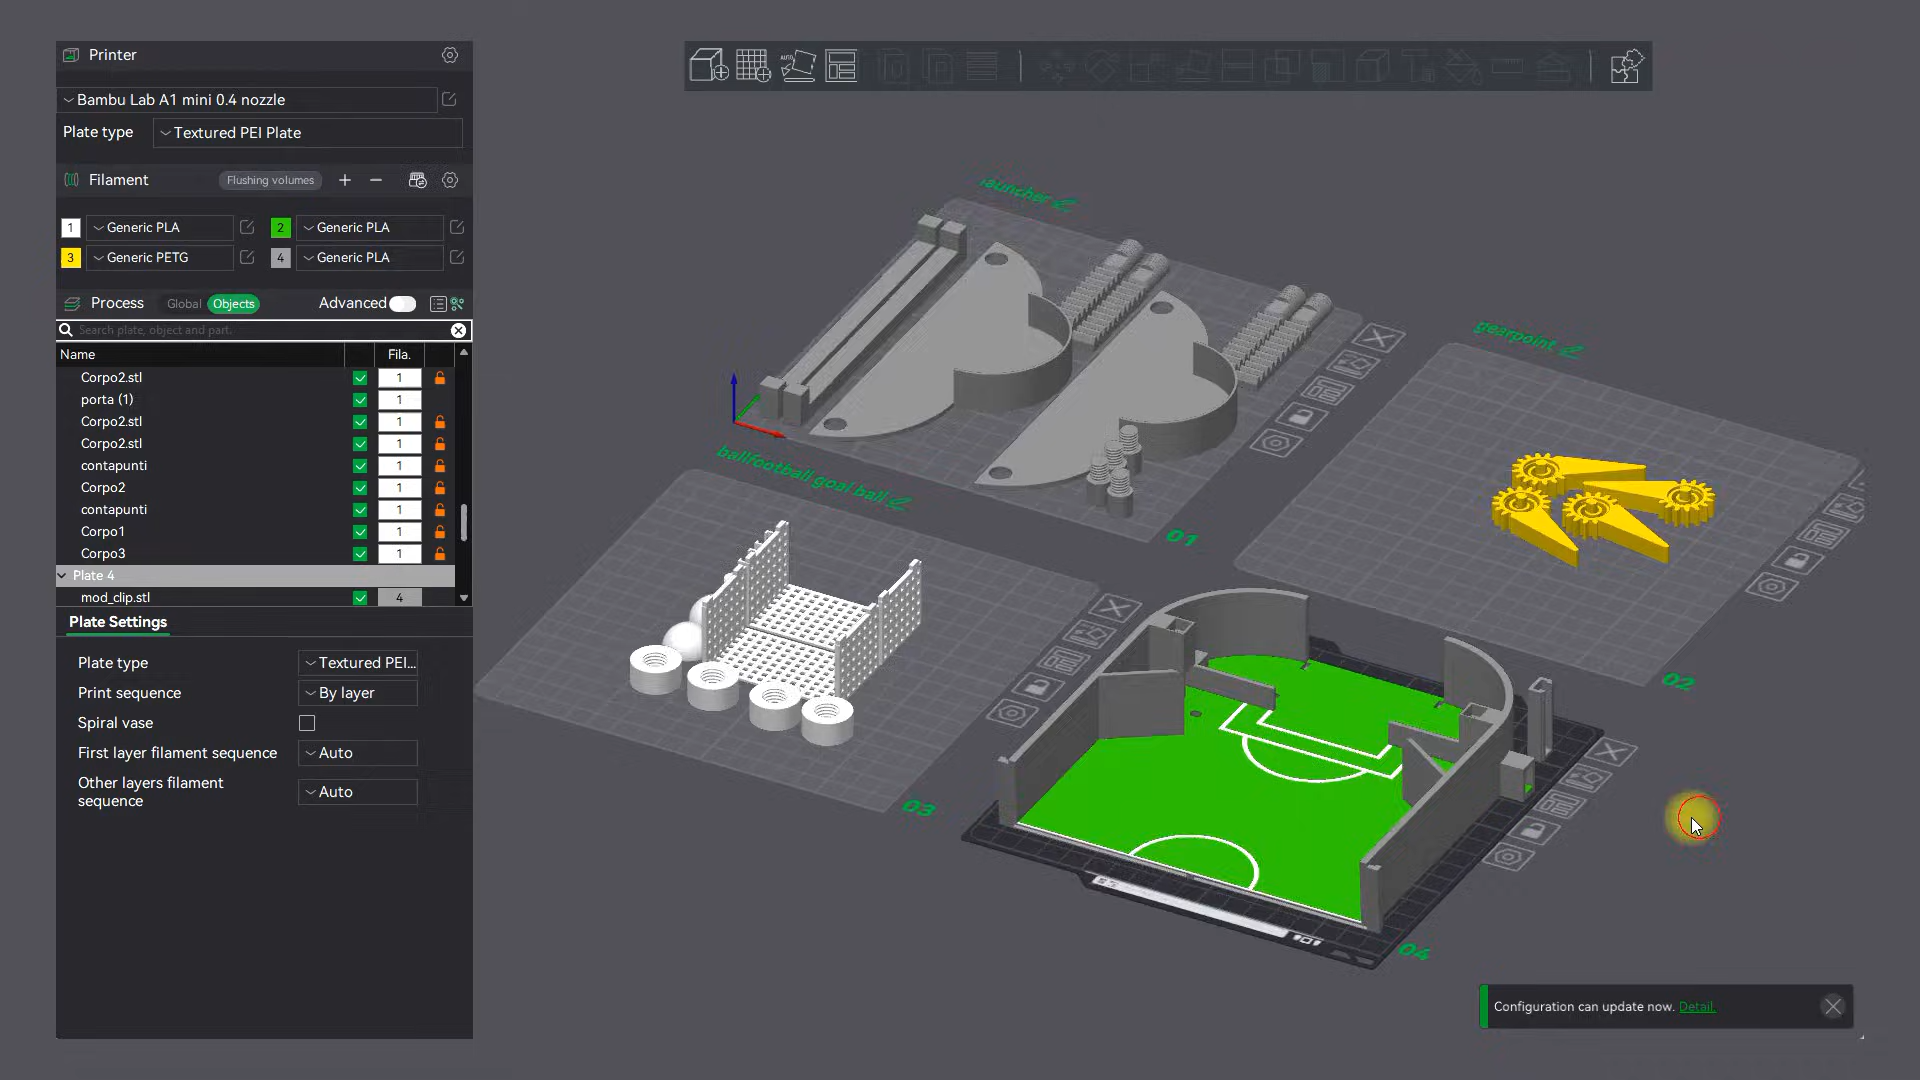 Printer
Bambu Lab A1 mini 0.4 nozzle
Plate type
Textured PEI Plate
Filament
Flushing volumes
1
Generic PLA
2
Generic PLA
3
Generic PETG
4
Generic PLA
Process
Global
Objects
Advanced
Search plate, object and part.
Name
Fila.
Corpo2.stl
1
porta (1)
1
Corpo2.stl
1
Corpo2.stl
1
contapunti
1
Corpo2
1
contapunti
1
Corpo1
1
Corpo3
1
Plate 4
mod_clip.stl
4
Plate Settings
Plate type
Textured PEI...
Print sequence
By layer
Spiral vase
First layer filament sequence
Auto
Other layers filament
sequence
Auto
AUTO
launcher
gearpoint
ballfootball goal ball
01
02
03
04
Configuration can update now. Detail.